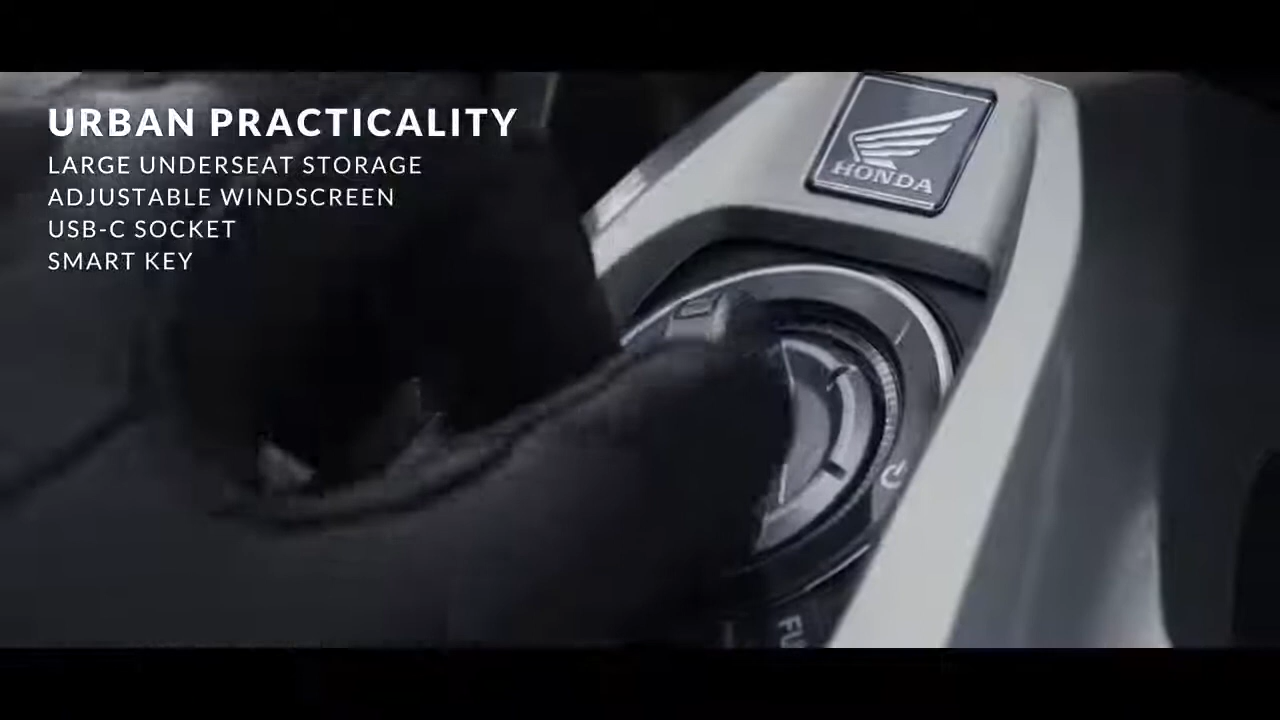 URBAN PRACTICALITY
LARGE UNDERSEAT STORAGE
ADJUSTABLE WINDSCREEN
USB-C SOCKET
SMART KEY
HONDA